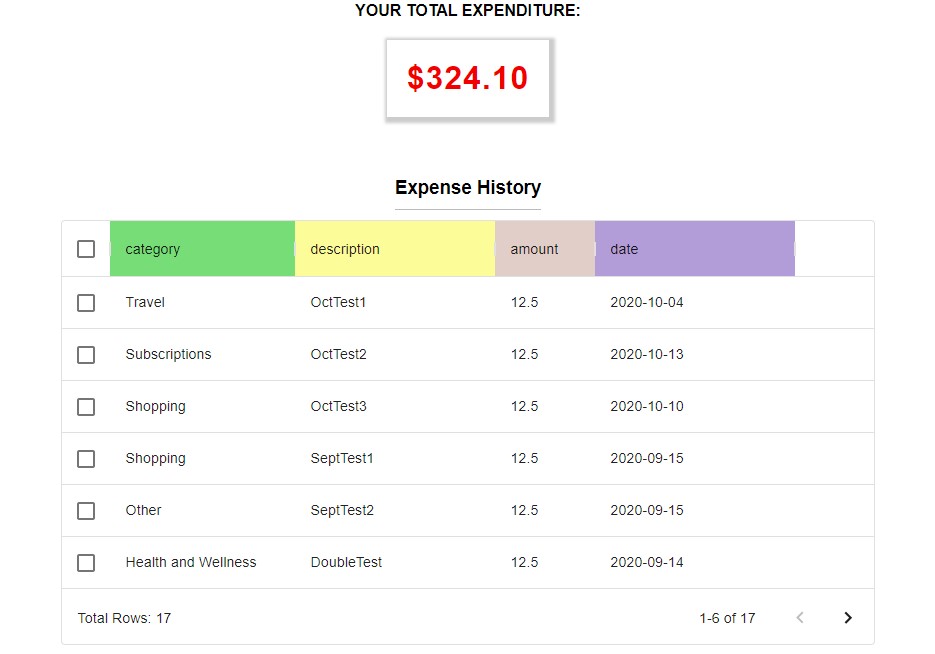 YOUR TOTAL EXPENDITURE:
$324.10
Expense History
category description amount date
Travel OctTest1 12.5 2020-10-04
Subscriptions OctTest2 12.5 2020-10-13
Shopping OctTest3 12.5 2020-10-10
Shopping SeptTest1 12.5 2020-09-15
Other SeptTest2 12.5 2020-09-15
Health and Wellness DoubleTest 12.5 2020-09-14
Total Rows: 17 1-6 of 17